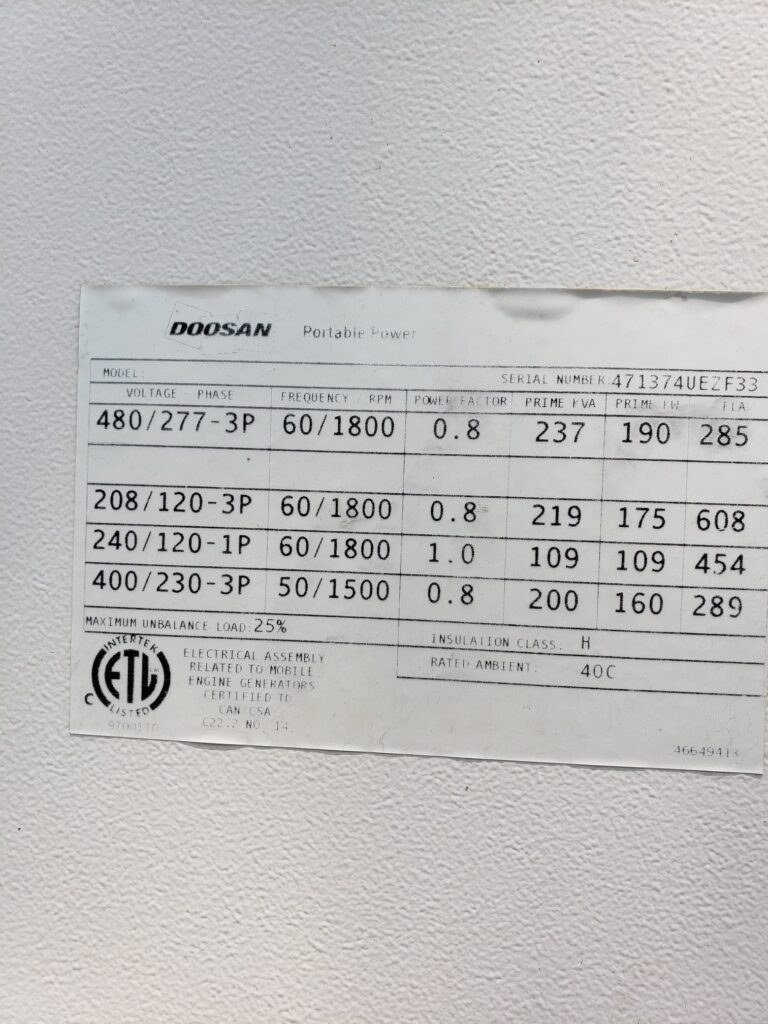 DOOSAN Portable Power
MODEL: SERIAL NUMBER: 471374UEZF33
VOLTAGE - PHASE FREQUENCY / RPM POWER FACTOR PRIME KVA PRIME KW FLA
480/277-3P 60/1800 0.8 237 190 285
208/120-3P 60/1800 0.8 219 175 608
240/120-1P 60/1800 1.0 109 109 454
400/230-3P 50/1500 0.8 200 160 289
MAXIMUM UNBALANCE LOAD: 25% INSULATION CLASS: H
RATED AMBIENT: 40C
INTERTEK
ETL
C
LISTED
9700110
ELECTRICAL ASSEMBLY
RELATED TO MOBILE
ENGINE GENERATORS
CERTIFIED TO
CAN CSA
C22.2 NO. 14
46649413